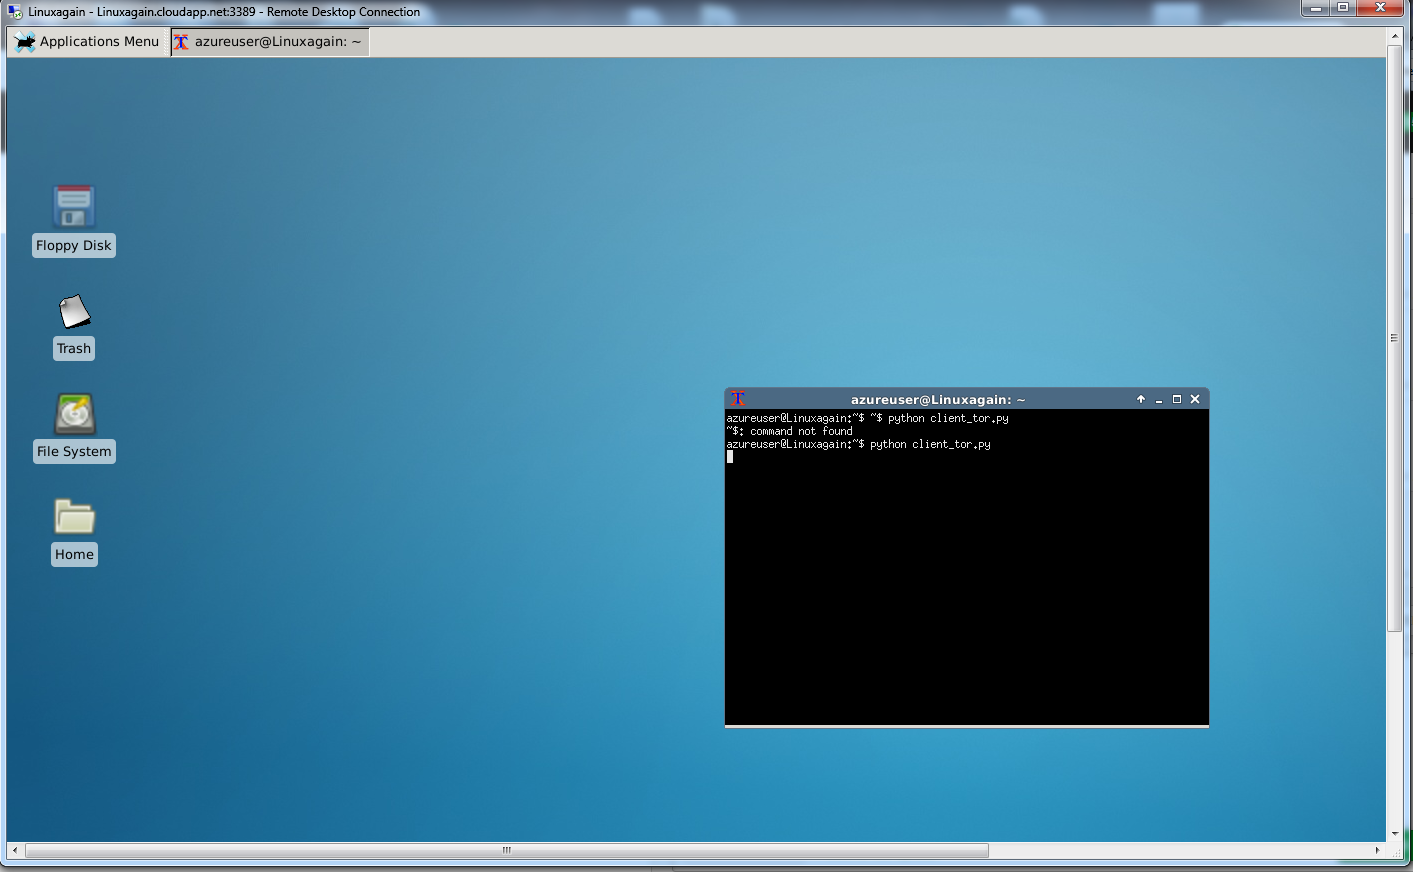 Linuxagain - Linuxagain.cloudapp.net:3389 - Remote Desktop Connection
Applications Menu
azureuser@Linuxagain: ~
Floppy Disk
Trash
File System
Home
azureuser@Linuxagain: ~
azureuser@Linuxagain:~$ ~$ python client_tor.py
~$: command not found
azureuser@Linuxagain:~$ python client_tor.py